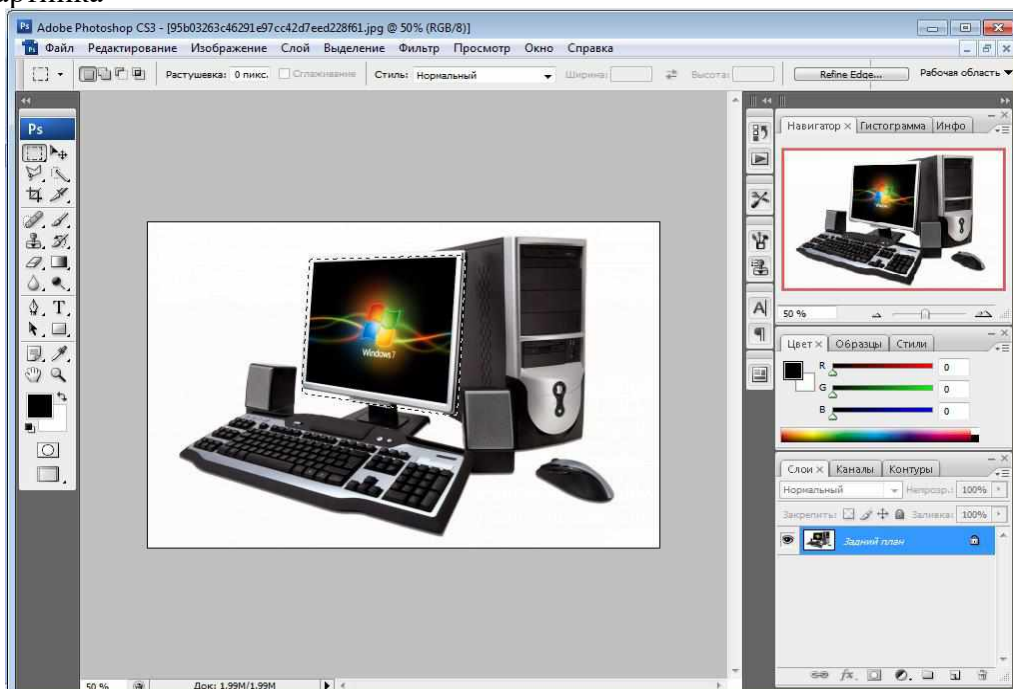 артинка
Adobe Photoshop CS3 - [95b03263c46291e97cc42d7eed228f61.jpg @ 50% (RGB/8)]
Файл Редактирование Изображение Слой Выделение Фильтр Просмотр Окно Справка
Растушевка: 0 пикс. Сглаживание Стиль: Нормальный Ширина: Высота: Refine Edge... Рабочая область
Ps
Навигатор Гистограмма Инфо
50 %
Цвет Образцы Стили
R 0
G 0
B 0
Windows 7
Слои Каналы Контуры
Нормальный Непрозр.: 100%
Закрепить: Заливка: 100%
Задний план
50 % Док: 1,99M/1,99M